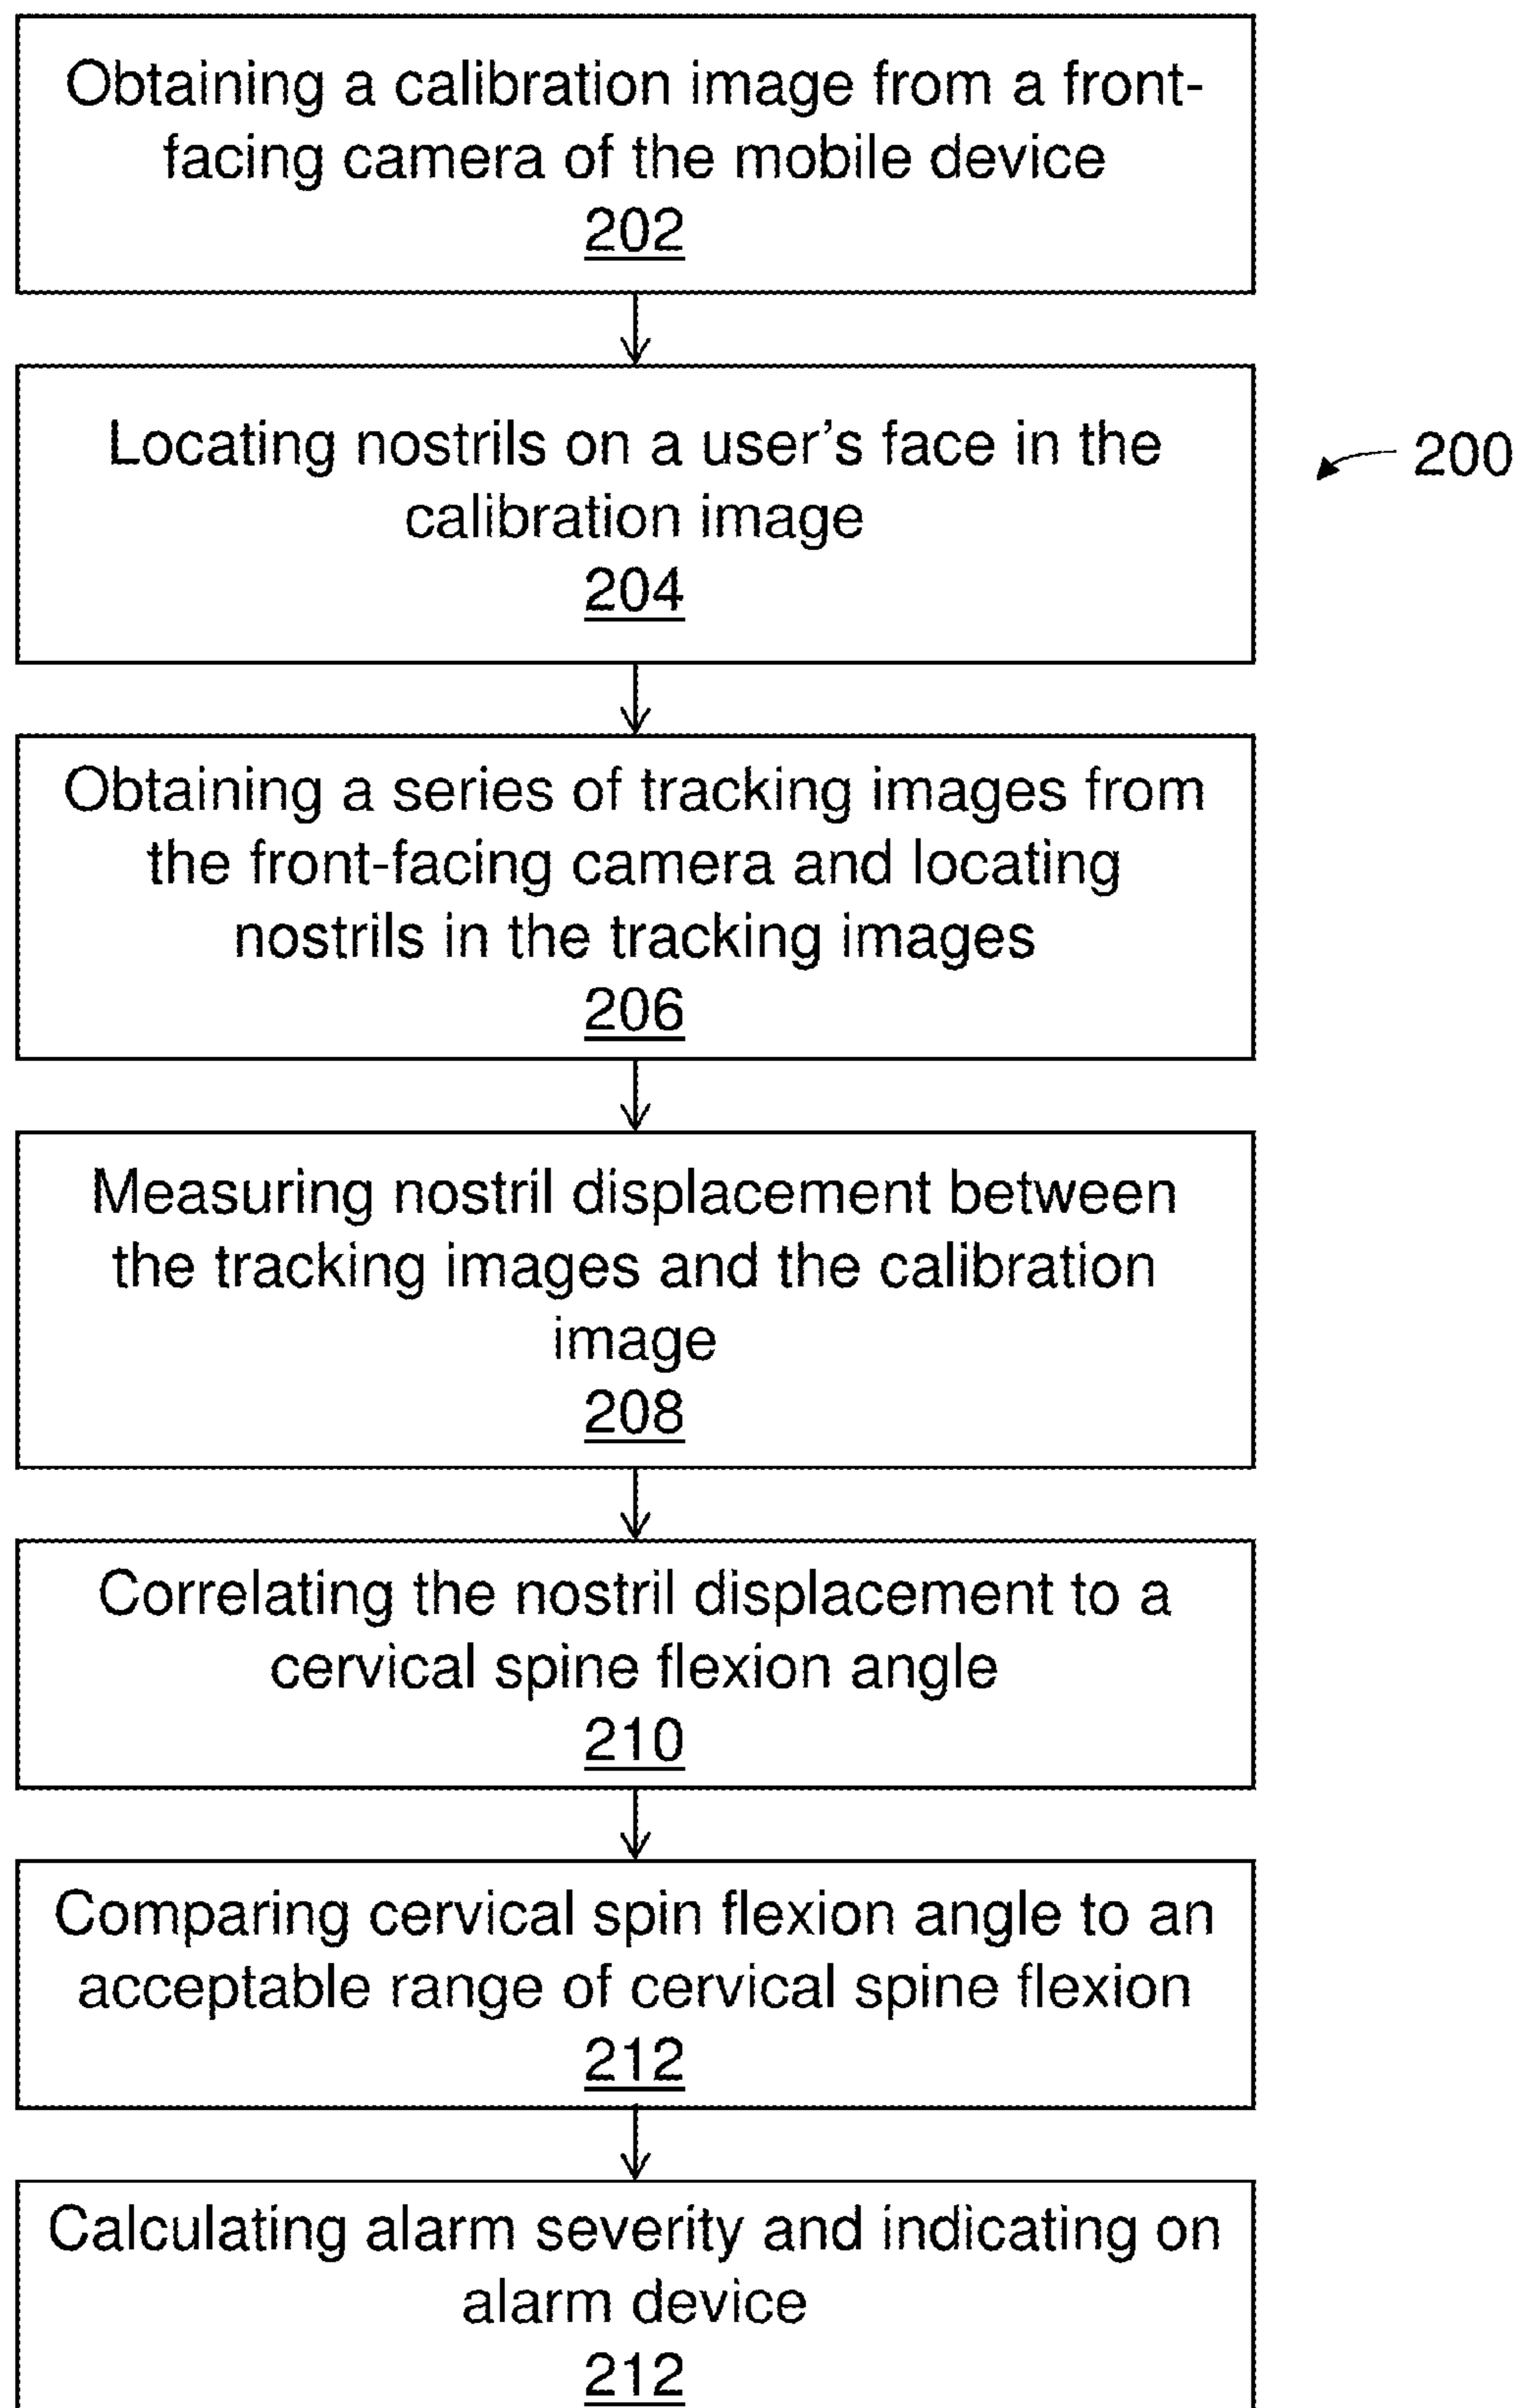 Obtaining a calibration image from a front-
facing camera of the mobile device
202
Locating nostrils on a user's face in the
calibration image
204
200
Obtaining a series of tracking images from
the front-facing camera and locating
nostrils in the tracking images
206
Measuring nostril displacement between
the tracking images and the calibration
image
208
Correlating the nostril displacement to a
cervical spine flexion angle
210
Comparing cervical spin flexion angle to an
acceptable range of cervical spine flexion
212
Calculating alarm severity and indicating on
alarm device
212